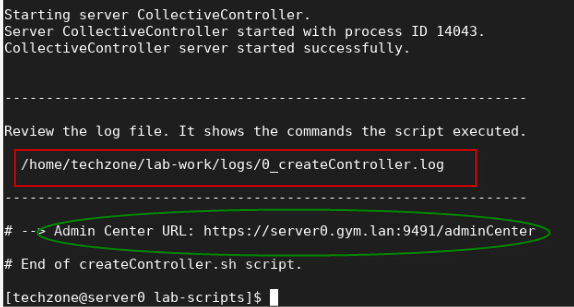 Starting server CollectiveController.
Server CollectiveController started with process ID 14043.
CollectiveController server started successfully.
---------------------------------------------------------------
Review the log file. It shows the commands the script executed.
/home/techzone/lab-work/logs/0_createController.log
---------------------------------------------------------------
# --> Admin Center URL: https://server0.gym.lan:9491/adminCenter
# End of createController.sh script.
[techzone@server0 lab-scripts]$